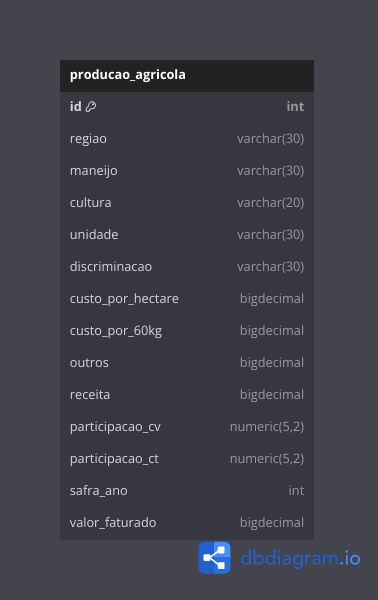 producao_agricola
id int
regiao varchar(30)
maneijo varchar(30)
cultura varchar(20)
unidade varchar(30)
discriminacao varchar(30)
custo_por_hectare bigdecimal
custo_por_60kg bigdecimal
outros bigdecimal
receita bigdecimal
participacao_cv numeric(5,2)
participacao_ct numeric(5,2)
safra_ano int
valor_faturado bigdecimal
dbdiagram.io